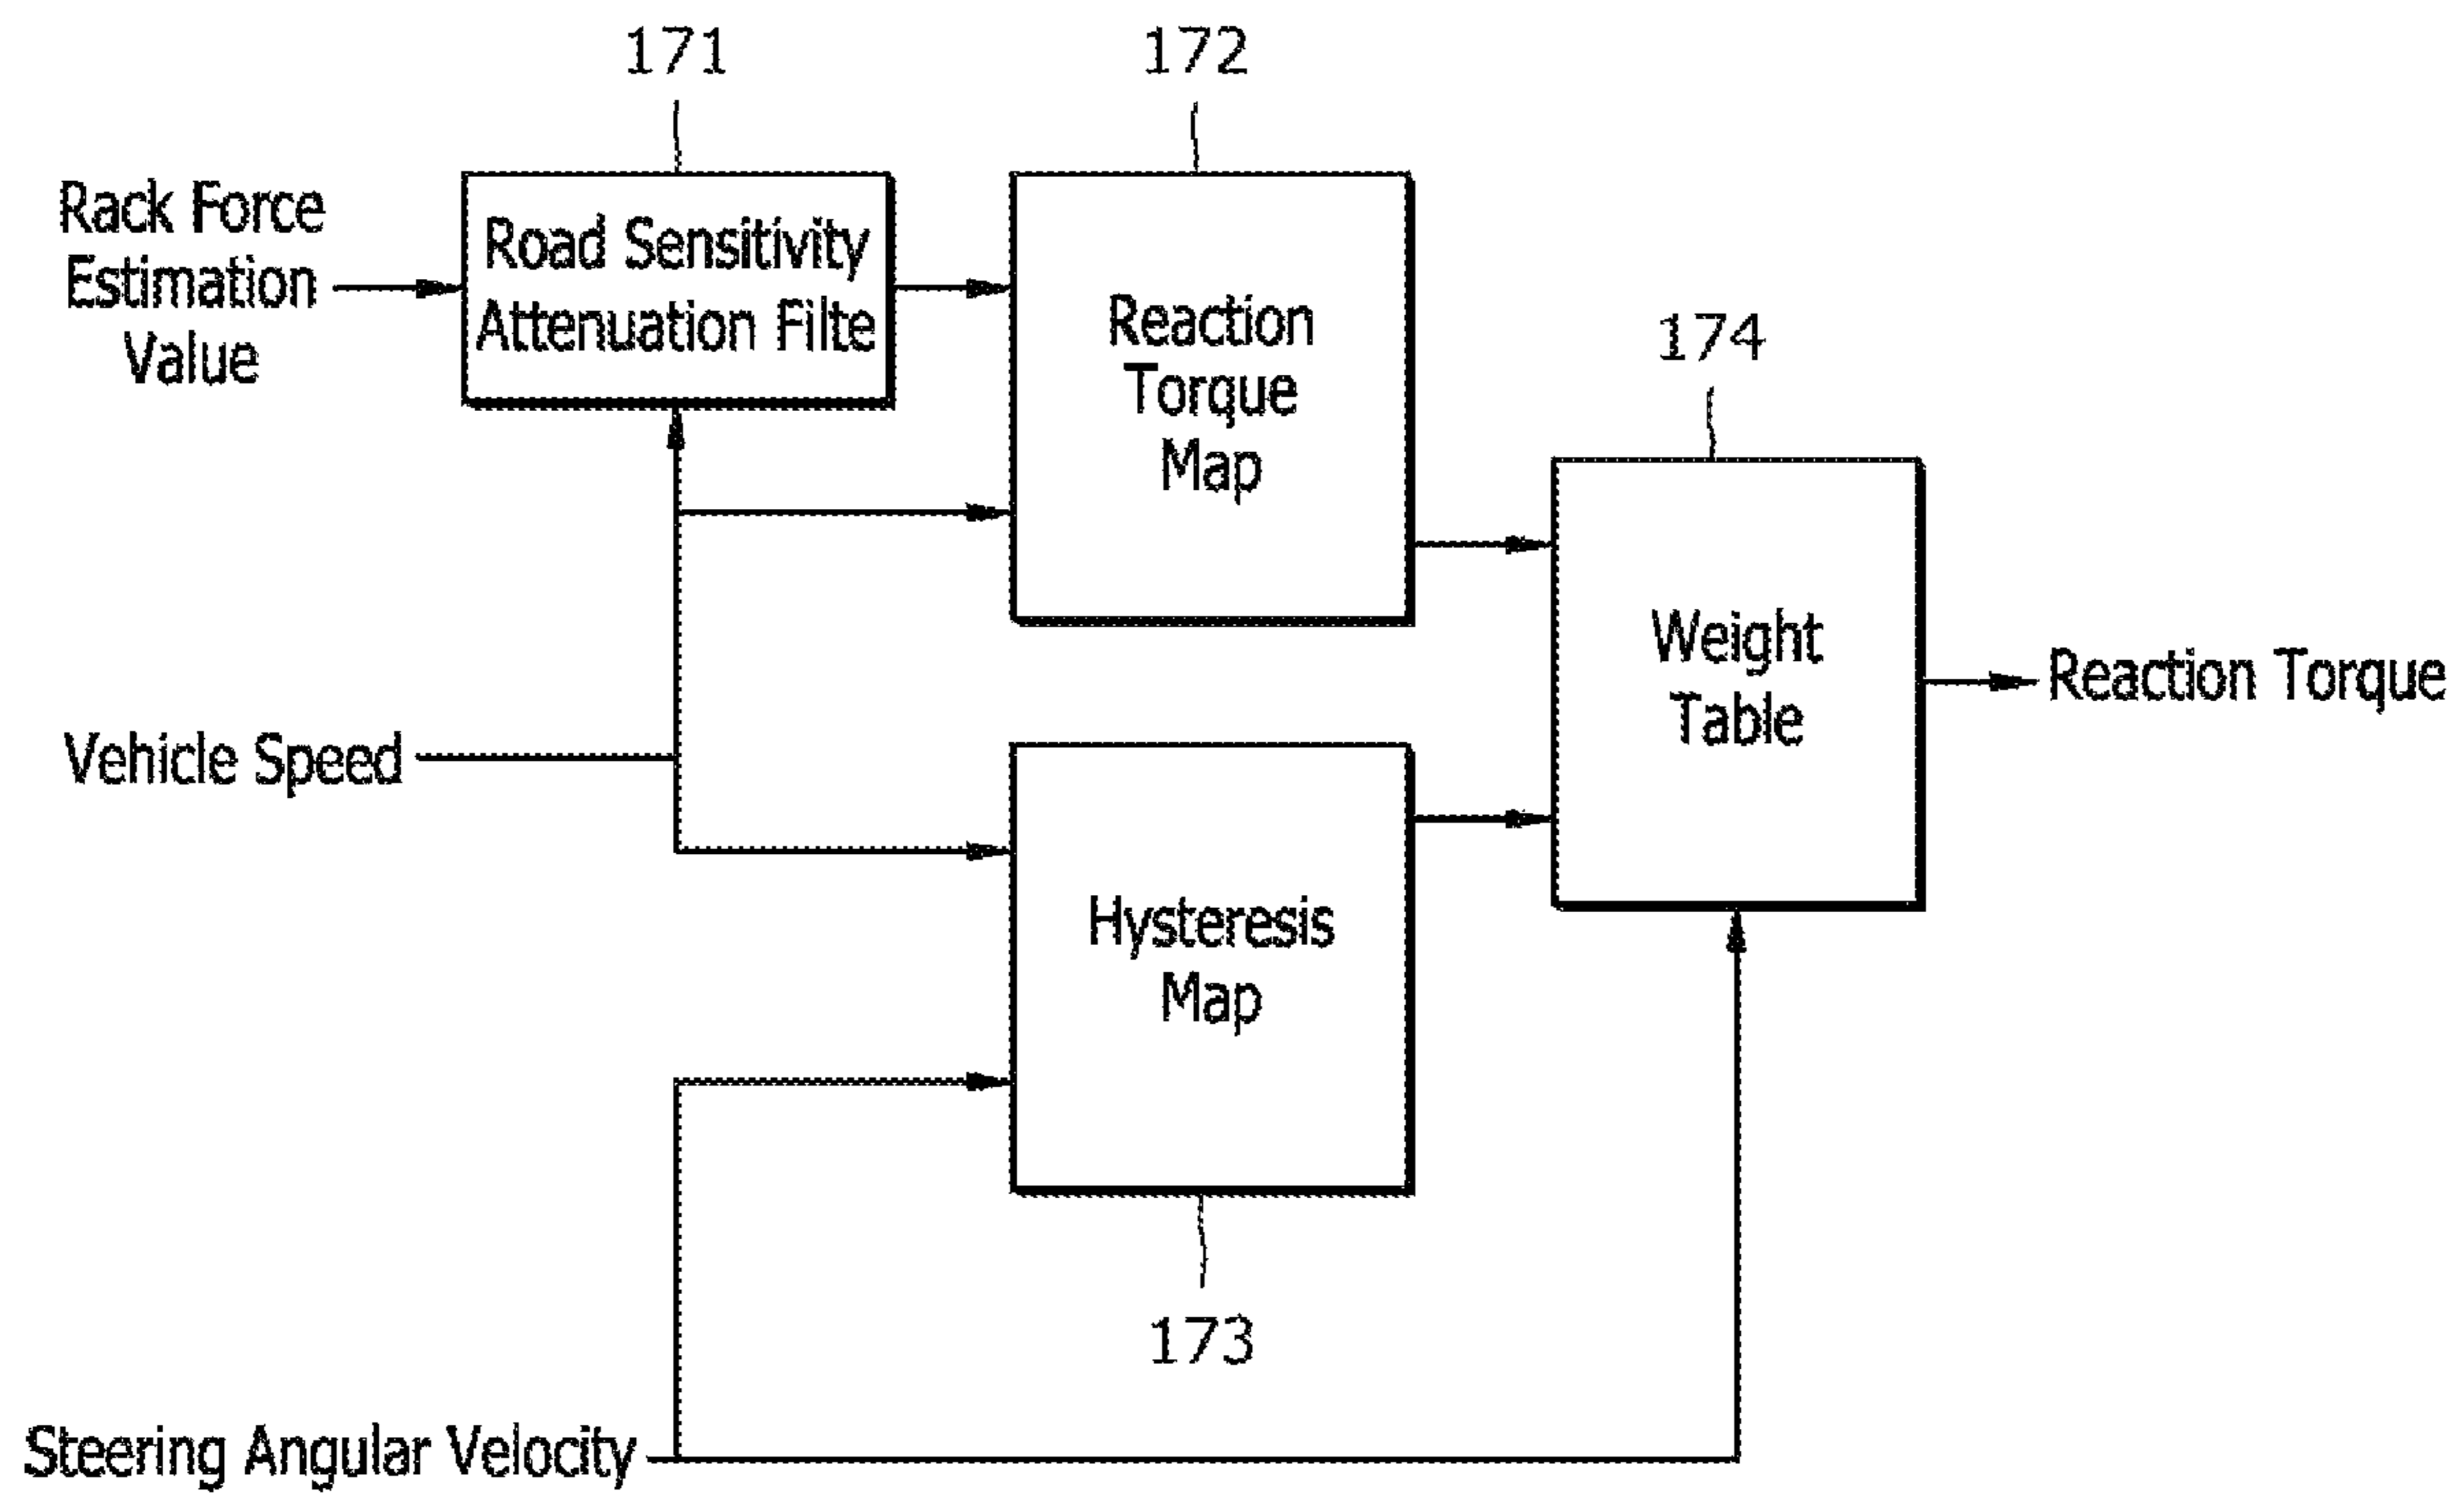 171
172
Rack Force
Estimation
Value
Road Sensitivity
Attenuation Filte
Reaction
Torque
Map
174
Weight
Table
Reaction Torque
Vehicle Speed
Hysteresis
Map
173
Steering Angular Velocity